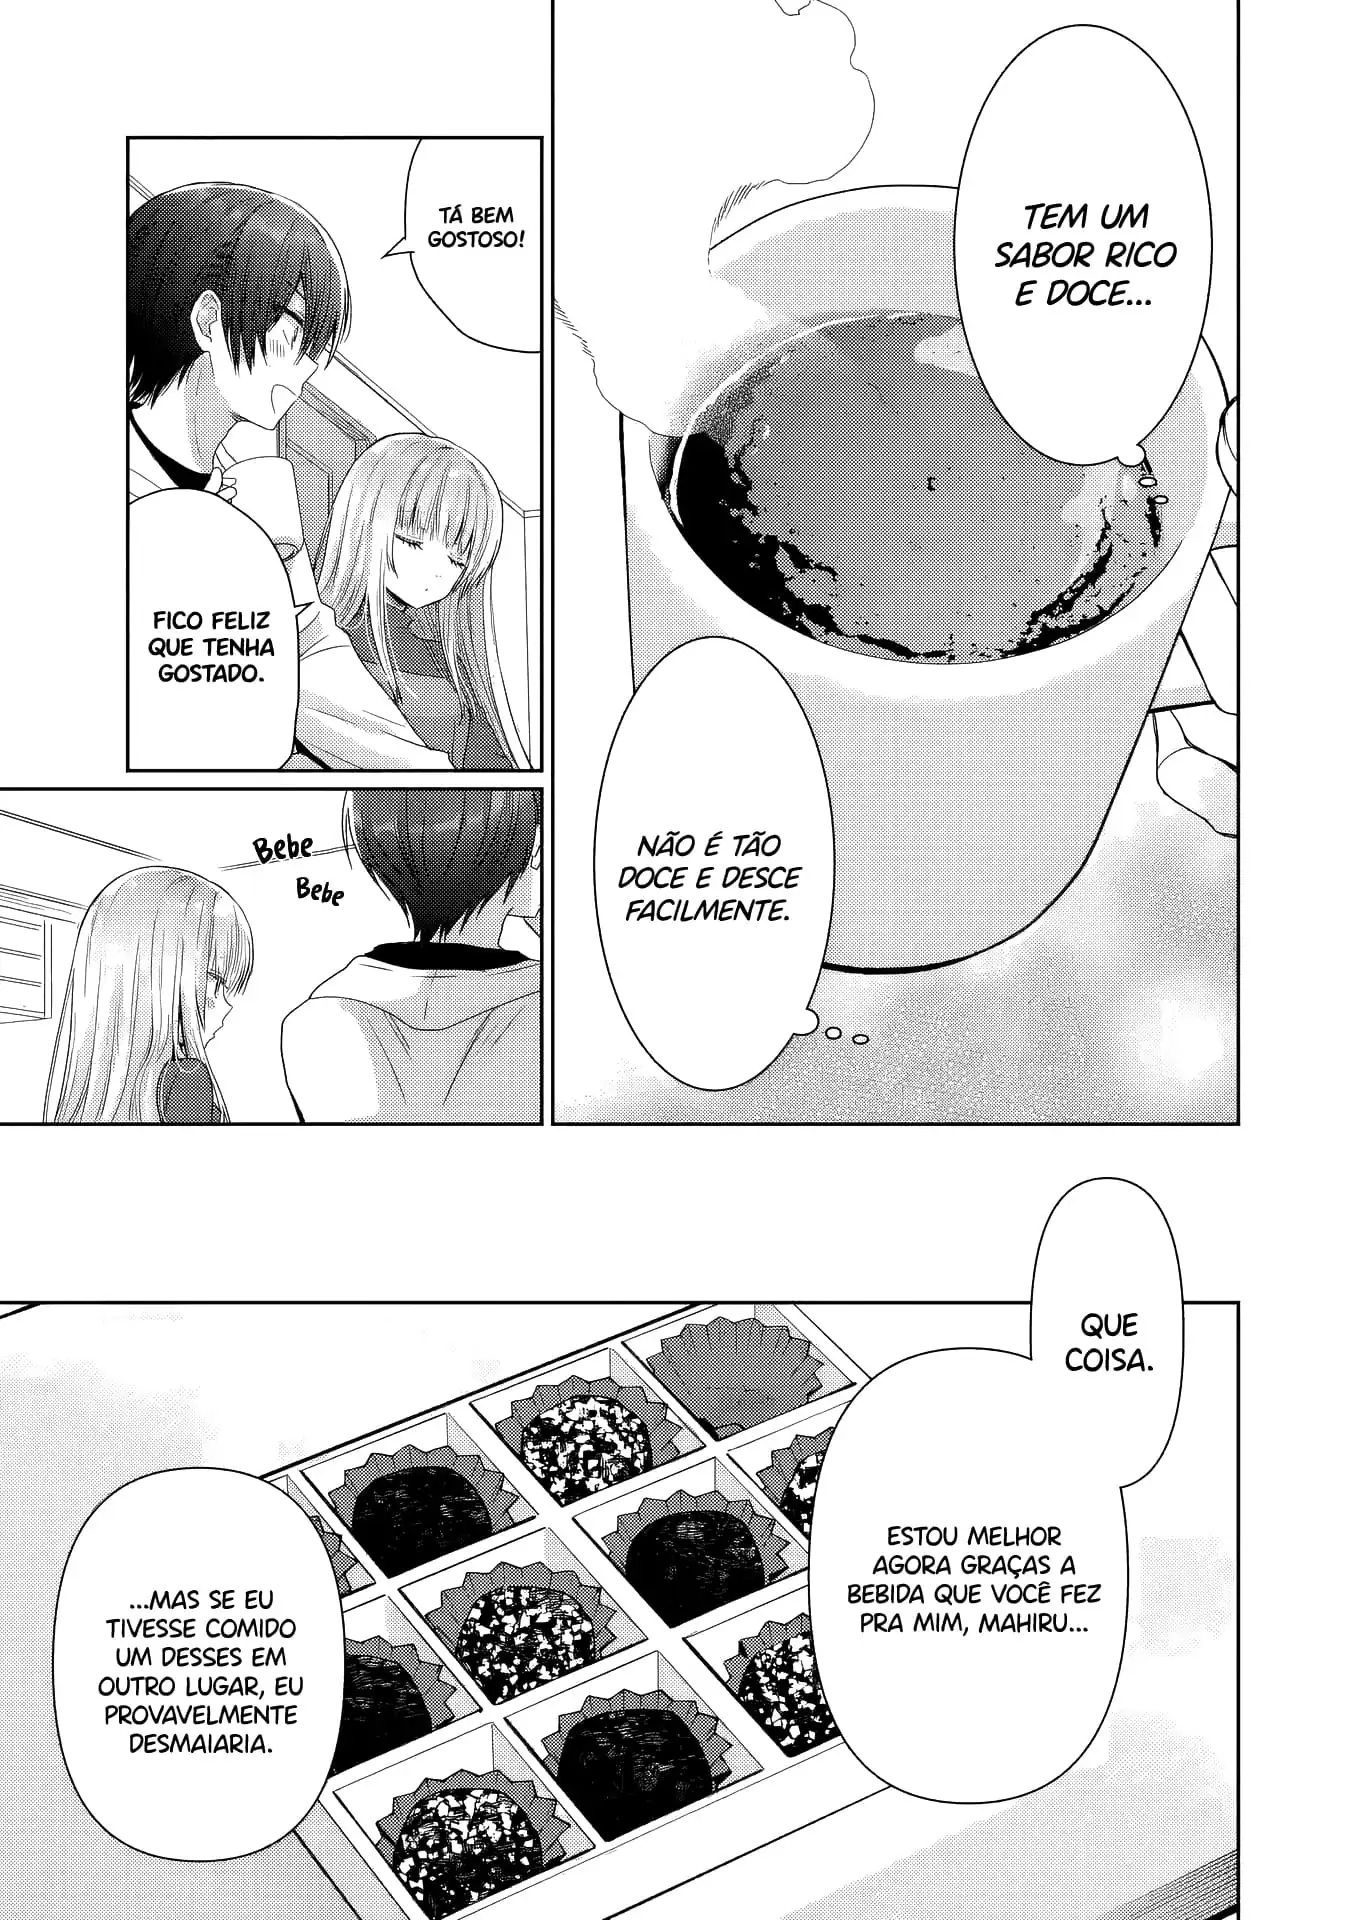 TEM UM
SABOR RICO
E DOCE...
NÃO É TÃO
DOCE E DESCE
FACILMENTE.
TÁ BEM
GOSTOSO!
FICO FELIZ
QUE TENHA
GOSTADO.
Bebe
Bebe
QUE
COISA.
ESTOU MELHOR
AGORA GRAÇAS A
BEBIDA QUE VOCÊ FEZ
PRA MIM, MAHIRU...
...MAS SE EU
TIVESSE COMIDO
UM DESSES EM
OUTRO LUGAR, EU
PROVAVELMENTE
DESMAIARIA.